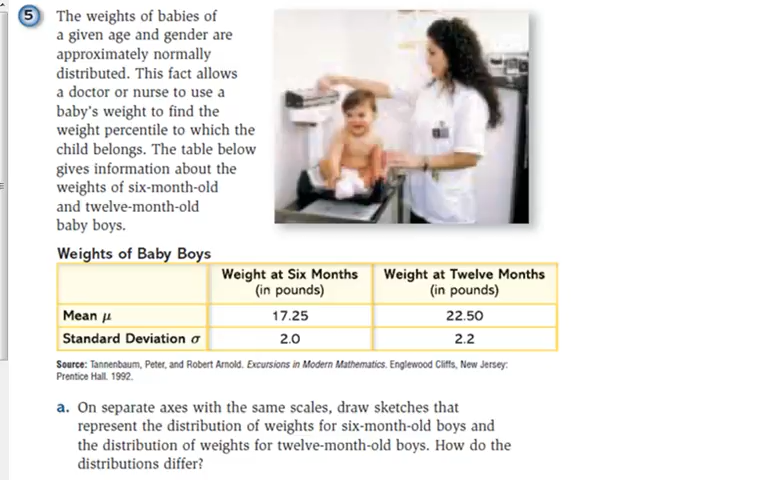 5
The weights of babies of
a given age and gender are
approximately normally
distributed. This fact allows
a doctor or nurse to use a
baby's weight to find the
weight percentile to which the
child belongs. The table below
gives information about the
weights of six-month-old
and twelve-month-old
baby boys.
Weights of Baby Boys
Weight at Six Months Weight at Twelve Months
(in pounds) (in pounds)
Mean μ 17.25 22.50
Standard Deviation σ 2.0 2.2
Source: Tannenbaum, Peter, and Robert Arnold. Excursions in Modern Mathematics. Englewood Cliffs, New Jersey:
Prentice Hall. 1992.
a. On separate axes with the same scales, draw sketches that
represent the distribution of weights for six-month-old boys and
the distribution of weights for twelve-month-old boys. How do the
distributions differ?